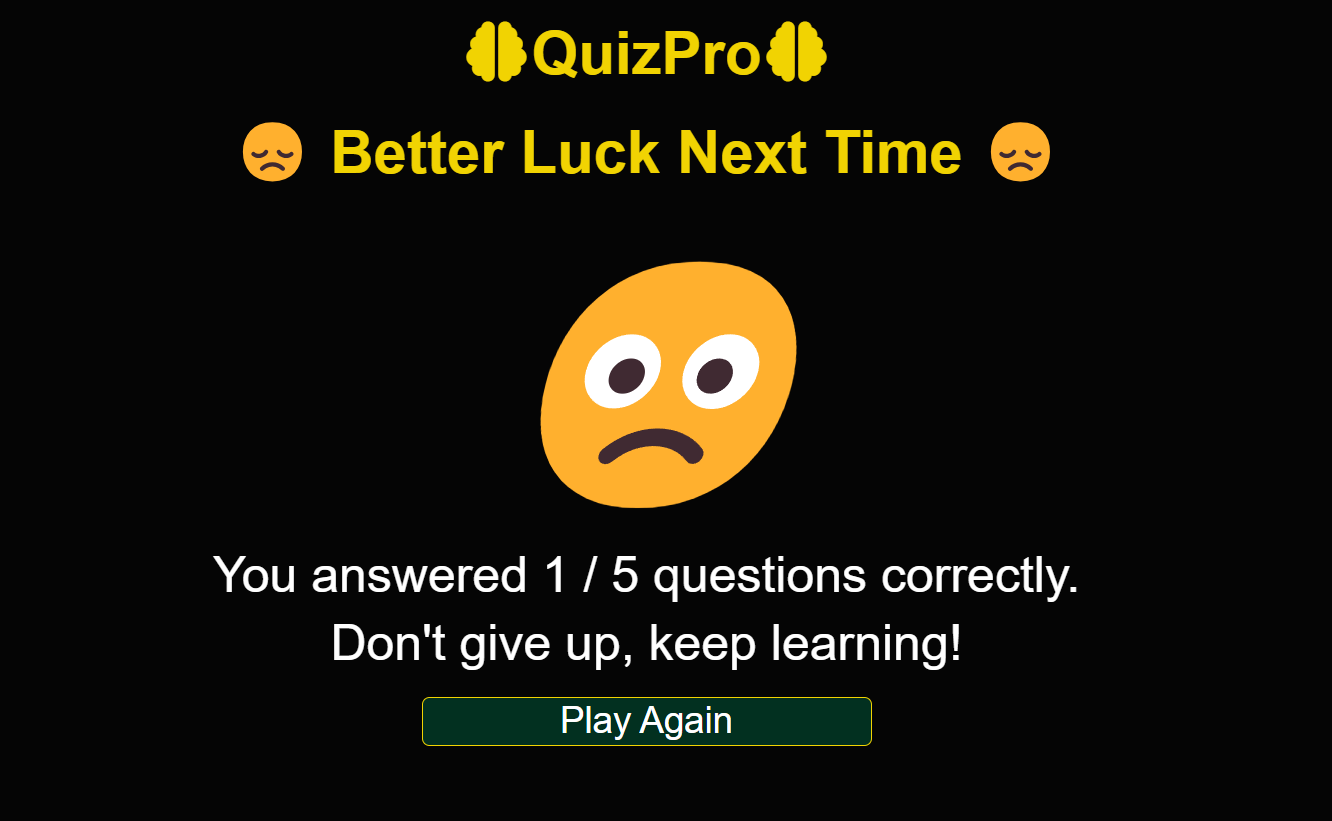 QuizPro
Better Luck Next Time
You answered 1 / 5 questions correctly.
Don't give up, keep learning!
Play Again